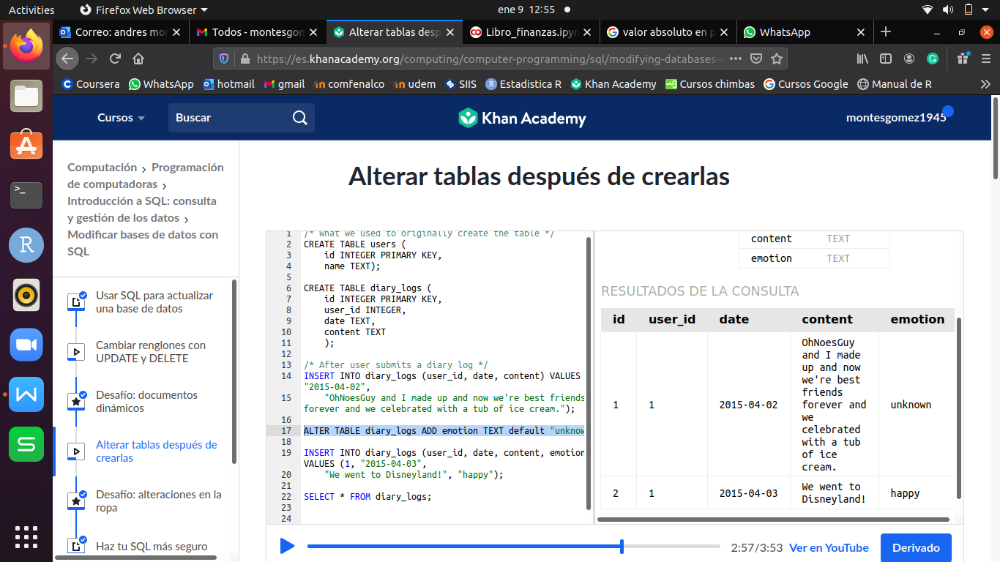 Activities
Firefox Web Browser
ene 9 12:55
Correo: andres mo
Todos - montesgom
Alterar tablas desp
Libro_finanzas.ipyn
valor absoluto en p
WhatsApp
https://es.khanacademy.org/computing/computer-programming/sql/modifying-databases-
Coursera
WhatsApp
hotmail
gmail
comfenalco
udem
SIIS
Estadistica R
Khan Academy
Cursos chimbas
Cursos Google
Manual de R
Cursos
Buscar
Khan Academy
montesgomez1945
Computación > Programación
de computadoras >
Introducción a SQL: consulta
y gestión de los datos >
Modificar bases de datos con
SQL
Usar SQL para actualizar
una base de datos
Cambiar renglones con
UPDATE y DELETE
Desafío: documentos
dinámicos
Alterar tablas después de
crearlas
Desafío: alteraciones en la
ropa
Haz tu SQL más seguro
Alterar tablas después de crearlas
1 /* What we used to originally create the table */
2 CREATE TABLE users (
3 id INTEGER PRIMARY KEY,
4 name TEXT);
5
6 CREATE TABLE diary_logs (
7 id INTEGER PRIMARY KEY,
8 user_id INTEGER,
9 date TEXT,
10 content TEXT
11 );
12
13 /* After user submits a diary log */
14 INSERT INTO diary_logs (user_id, date, content) VALUES
"2015-04-02",
15 "OhNoesGuy and I made up and now we're best friends
forever and we celebrated with a tub of ice cream.");
16
17 ALTER TABLE diary_logs ADD emotion TEXT default "unknow
18
19 INSERT INTO diary_logs (user_id, date, content, emotion
VALUES (1, "2015-04-03",
20 "We went to Disneyland!", "happy");
21
22 SELECT * FROM diary_logs;
23
24
content TEXT
emotion TEXT
RESULTADOS DE LA CONSULTA
id user_id date content emotion
1 1 2015-04-02
OhNoesGuy
and I made
up and now
we're best
friends
forever and
we
celebrated
with a tub
of ice
cream.
unknown
2 1 2015-04-03
We went to
Disneyland!
happy
2:57/3:53
Ver en YouTube
Derivado